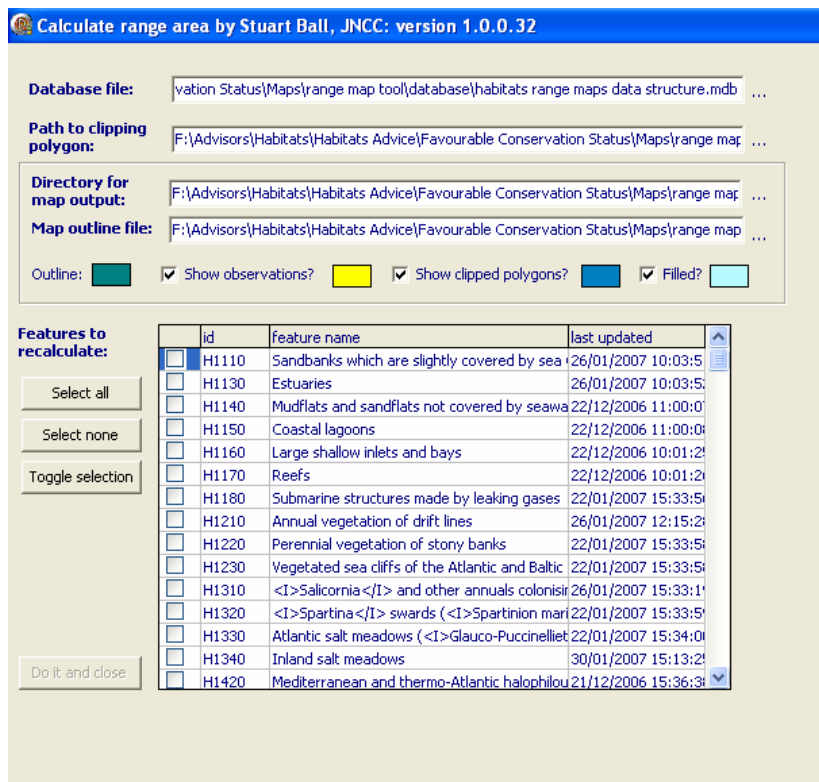 Calculate range area by Stuart Ball, JNCC: version 1.0.0.32
Database file: vation Status\Maps\range map tool\database\habitats range maps data structure.mdb ...
Path to clipping
polygon: F:\Advisors\Habitats\Habitats Advice\Favourable Conservation Status\Maps\range map ...
Directory for
map output: F:\Advisors\Habitats\Habitats Advice\Favourable Conservation Status\Maps\range map ...
Map outline file: F:\Advisors\Habitats\Habitats Advice\Favourable Conservation Status\Maps\range map ...
Outline: Show observations? Show clipped polygons? Filled?
Features to
recalculate:
Select all
Select none
Toggle selection
Do it and close
id feature name last updated
H1110 Sandbanks which are slightly covered by sea 26/01/2007 10:03:5
H1130 Estuaries 26/01/2007 10:03:5
H1140 Mudflats and sandflats not covered by seawa 22/12/2006 11:00:0
H1150 Coastal lagoons 22/12/2006 11:00:0
H1160 Large shallow inlets and bays 22/12/2006 10:01:2
H1170 Reefs 22/12/2006 10:01:2
H1180 Submarine structures made by leaking gases 22/01/2007 15:33:5
H1210 Annual vegetation of drift lines 26/01/2007 12:15:2
H1220 Perennial vegetation of stony banks 22/01/2007 15:33:5
H1230 Vegetated sea cliffs of the Atlantic and Baltic 22/01/2007 15:33:5
H1310 <I>Salicornia</I> and other annuals colonisin 26/01/2007 15:33:1
H1320 <I>Spartina</I> swards (<I>Spartinion mari 22/01/2007 15:33:5
H1330 Atlantic salt meadows (<I>Glauco-Puccinelliet 22/01/2007 15:34:0
H1340 Inland salt meadows 30/01/2007 15:13:2
H1420 Mediterranean and thermo-Atlantic halophilou 21/12/2006 15:36:3